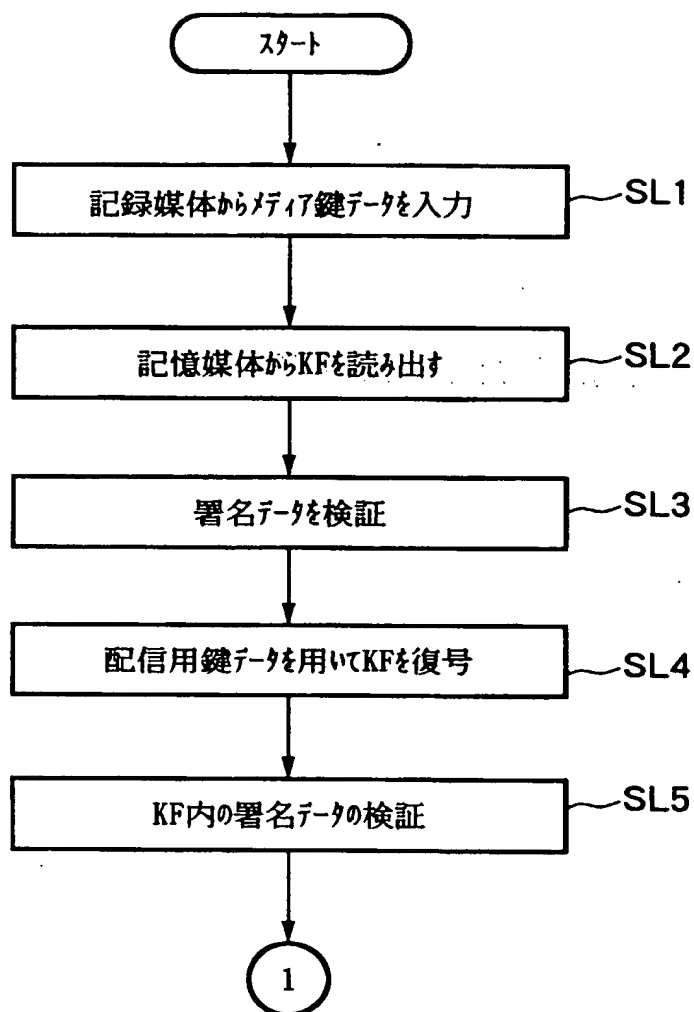 スタート
記録媒体からメディア鍵データを入力
SL1
記憶媒体からKFを読み出す
SL2
署名データを検証
SL3
配信用鍵データを用いてKFを復号
SL4
KF内の署名データの検証
SL5
1